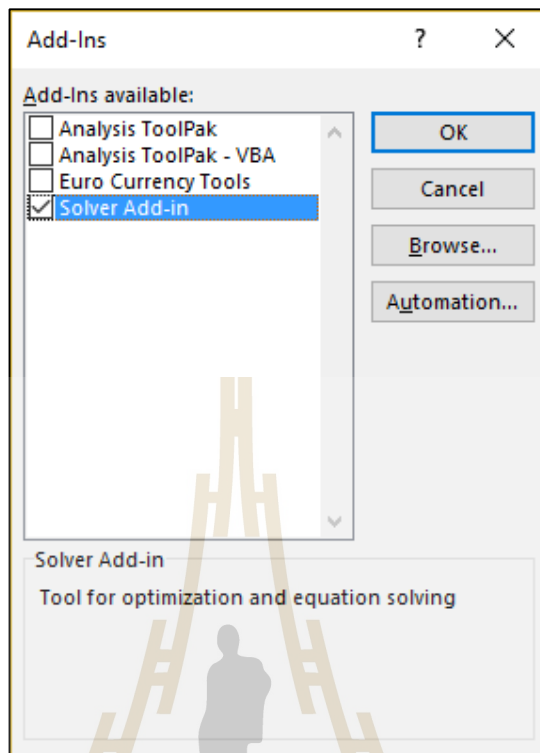 Add-Ins
Add-Ins available:
Analysis ToolPak
Analysis ToolPak - VBA
Euro Currency Tools
Solver Add-in
OK
Cancel
Browse...
Automation...
Solver Add-in
Tool for optimization and equation solving